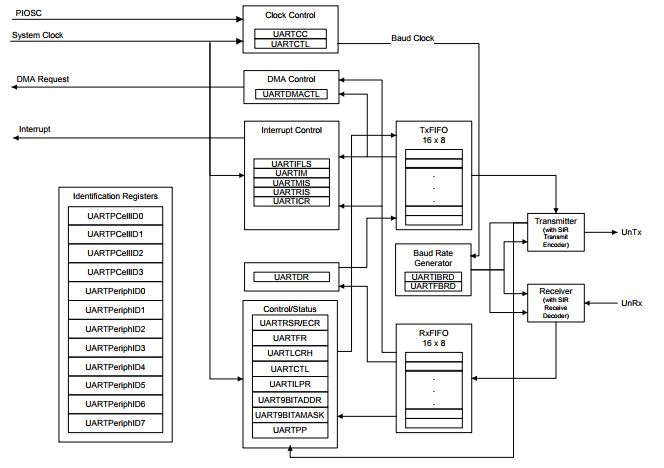 PIOSC
Clock Control
System Clock
UARTCC
UARTCTL
Baud Clock
DMA Request
DMA Control
UARTDMACTL
Interrupt
Interrupt Control
TxFIFO
16 x 8
.
.
.
UARTIFLS
UARTIM
UARTMIS
UARTRIS
UARTICR
Identification Registers
UARTPCellID0
UARTPCellID1
UARTPCellID2
UARTPCellID3
UARTPeriphID0
UARTPeriphID1
UARTPeriphID2
UARTPeriphID3
UARTPeriphID4
UARTPeriphID5
UARTPeriphID6
UARTPeriphID7
Transmitter
(with SIR
Transmit
Encoder)
UnTx
UARTDR
Baud Rate
Generator
UARTIBRD
UARTFBRD
Receiver
(with SIR
Receive
Decoder)
UnRx
Control/Status
UARTRSR/ECR
UARTFR
UARTLCRH
UARTCTL
UARTILPR
UART9BITADDR
UART9BITAMASK
UARTPP
RxFIFO
16 x 8
.
.
.